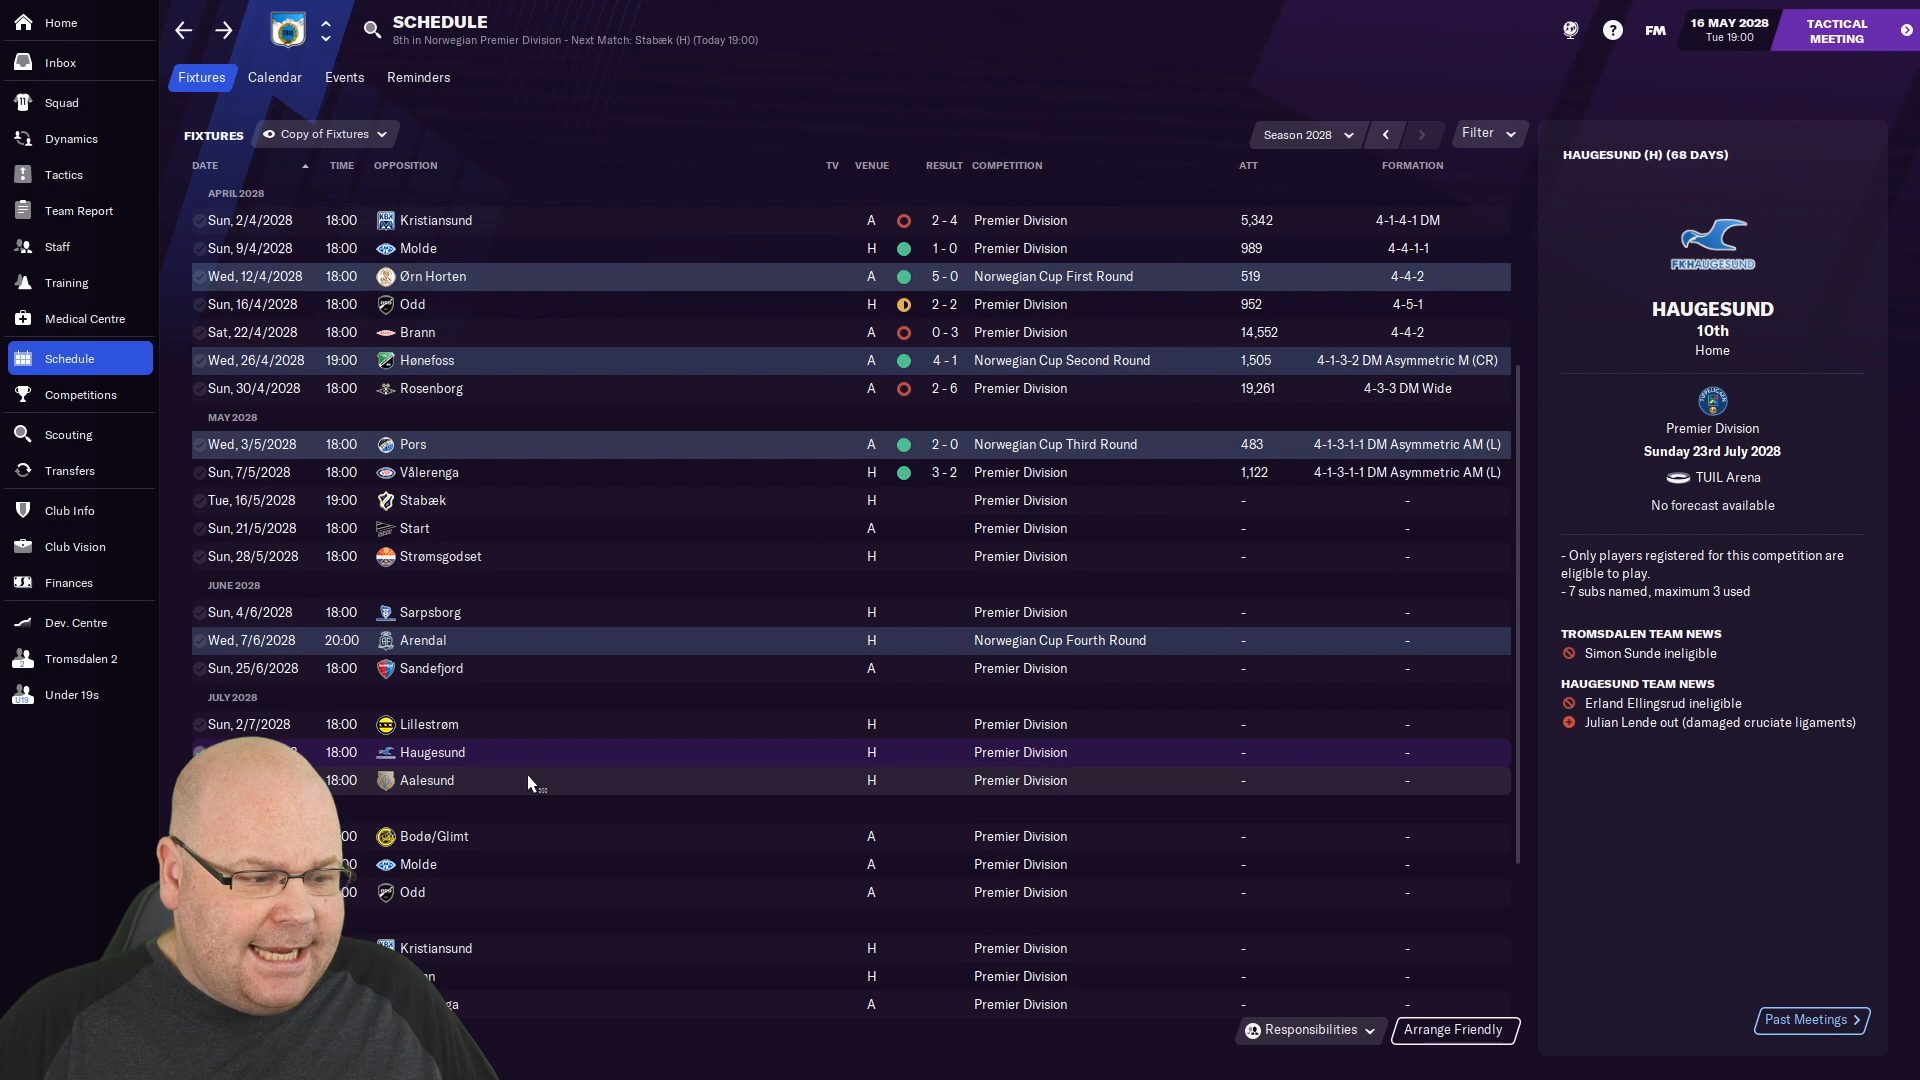 Home
Inbox
Squad
Dynamics
Tactics
Team Report
Staff
Training
Medical Centre
Schedule
Competitions
Scouting
Transfers
Club Info
Club Vision
Finances
Dev. Centre
Tromsdalen 2
Under 19s
SCHEDULE
8th in Norwegian Premier Division - Next Match: Stabæk (H) (Today 19:00)
FM
16 MAY 2028
Tue 19:00
TACTICAL MEETING
Fixtures Calendar Events Reminders
FIXTURES Copy of Fixtures Season 2028 Filter
DATE TIME OPPOSITION TV VENUE RESULT COMPETITION ATT FORMATION
APRIL 2028
Sun, 2/4/2028 18:00 Kristiansund A 2 - 4 Premier Division 5,342 4-1-4-1 DM
Sun, 9/4/2028 18:00 Molde H 1 - 0 Premier Division 989 4-4-1-1
Wed, 12/4/2028 18:00 Ørn Horten A 5 - 0 Norwegian Cup First Round 519 4-4-2
Sun, 16/4/2028 18:00 Odd H 2 - 2 Premier Division 952 4-5-1
Sat, 22/4/2028 18:00 Brann A 0 - 3 Premier Division 14,552 4-4-2
Wed, 26/4/2028 19:00 Hønefoss A 4 - 1 Norwegian Cup Second Round 1,505 4-1-3-2 DM Asymmetric M (CR)
Sun, 30/4/2028 18:00 Rosenborg A 2 - 6 Premier Division 19,261 4-3-3 DM Wide
MAY 2028
Wed, 3/5/2028 18:00 Pors A 2 - 0 Norwegian Cup Third Round 483 4-1-3-1-1 DM Asymmetric AM (L)
Sun, 7/5/2028 18:00 Vålerenga H 3 - 2 Premier Division 1,122 4-1-3-1-1 DM Asymmetric AM (L)
Tue, 16/5/2028 19:00 Stabæk H Premier Division - -
Sun, 21/5/2028 18:00 Start A Premier Division - -
Sun, 28/5/2028 18:00 Strømsgodset H Premier Division - -
JUNE 2028
Sun, 4/6/2028 18:00 Sarpsborg H Premier Division - -
Wed, 7/6/2028 20:00 Arendal H Norwegian Cup Fourth Round - -
Sun, 25/6/2028 18:00 Sandefjord A Premier Division - -
JULY 2028
Sun, 2/7/2028 18:00 Lillestrøm H Premier Division - -
18:00 Haugesund H Premier Division - -
18:00 Aalesund H Premier Division - -
00 Bodø/Glimt A Premier Division - -
00 Molde A Premier Division - -
00 Odd A Premier Division - -
Kristiansund H Premier Division - -
H Premier Division - -
A Premier Division - -
Responsibilities Arrange Friendly
HAUGESUND (H) (68 DAYS)
FKHAUGESUND
HAUGESUND
10th
Home
Premier Division
Sunday 23rd July 2028
TUIL Arena
No forecast available
- Only players registered for this competition are
eligible to play.
- 7 subs named, maximum 3 used
TROMSDALEN TEAM NEWS
Simon Sunde ineligible
HAUGESUND TEAM NEWS
Erland Ellingsrud ineligible
Julian Lende out (damaged cruciate ligaments)
Past Meetings